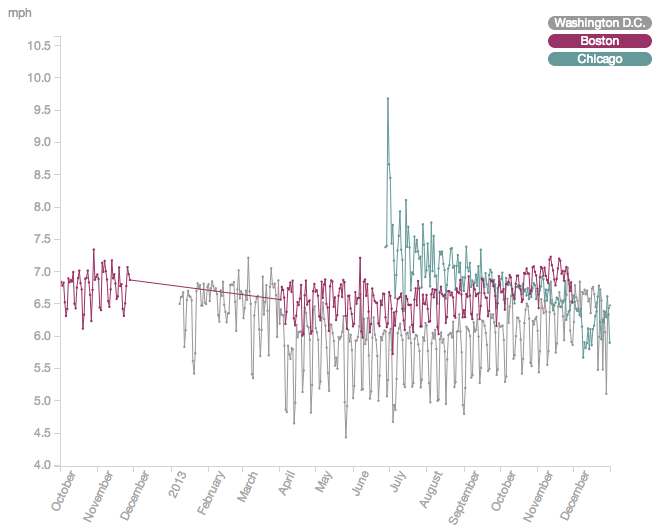 mph
Washington D.C.
Boston
Chicago
10.5
10.0
9.5
9.0
8.5
8.0
7.5
7.0
6.5
6.0
5.5
5.0
4.5
4.0
October
November
December
2013
February
March
April
May
June
July
August
September
October
November
December